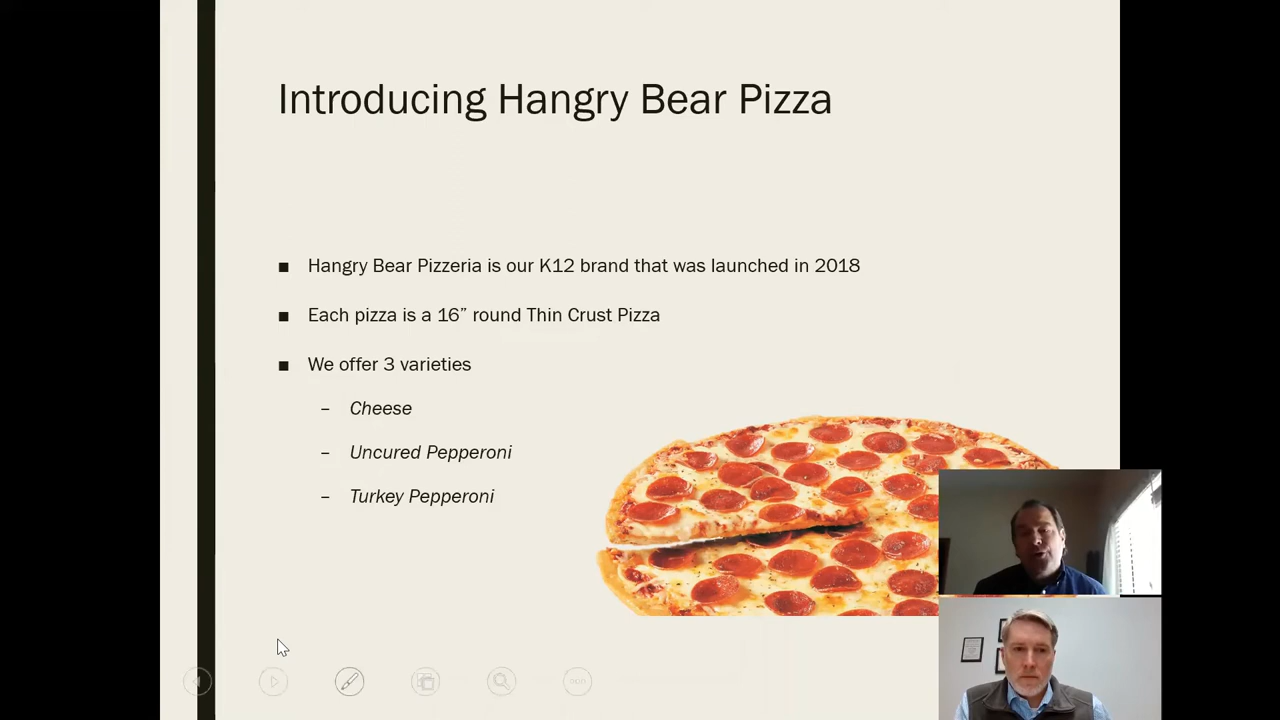 Introducing Hangry Bear Pizza
■ Hangry Bear Pizzeria is our K12 brand that was launched in 2018
■ Each pizza is a 16” round Thin Crust Pizza
■ We offer 3 varieties
– Cheese
– Uncured Pepperoni
– Turkey Pepperoni